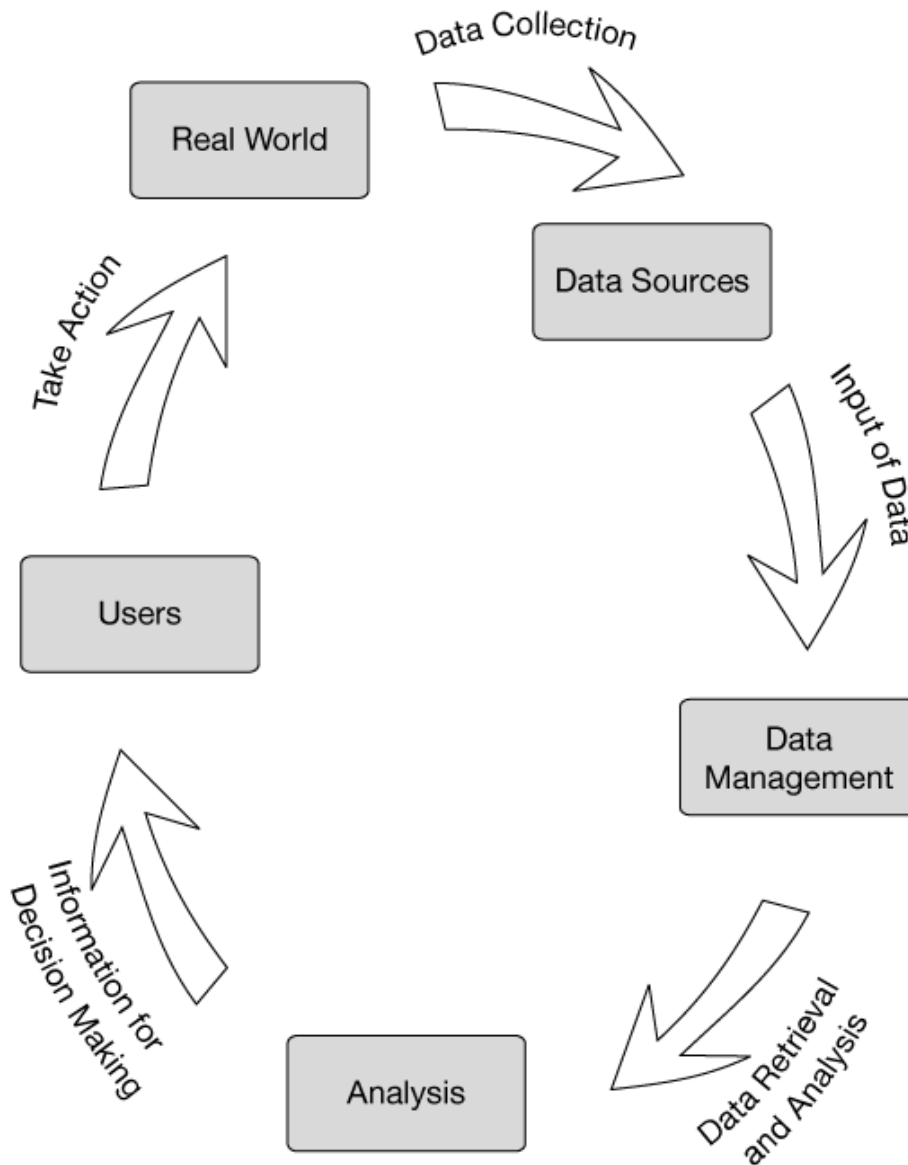 Data Collection
Real World
Data Sources
Take Action
Input of Data
Users
Data
Management
Information for
Decision Making
Data Retrieval
and Analysis
Analysis